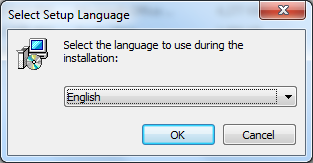 Select Setup Language
Select the language to use during the
installation:
English
OK
Cancel